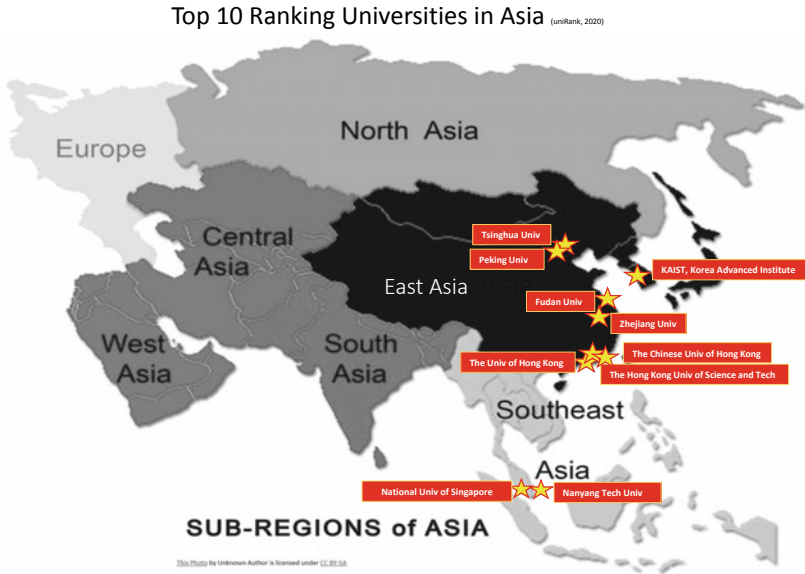 Top 10 Ranking Universities in Asia (uniRank, 2020)
North Asia
Europe
Central
Asia
Tsinghua Univ
Peking Univ
KAIST, Korea Advanced Institute
East Asia
Fudan Univ
Zhejiang Univ
West
Asia
South
Asia
The Univ of Hong Kong
The Chinese Univ of Hong Kong
The Hong Kong Univ of Science and Tech
Southeast
Asia
National Univ of Singapore
Nanyang Tech Univ
SUB-REGIONS of ASIA
This Photo by Unknown Author is licensed under CC BY-SA